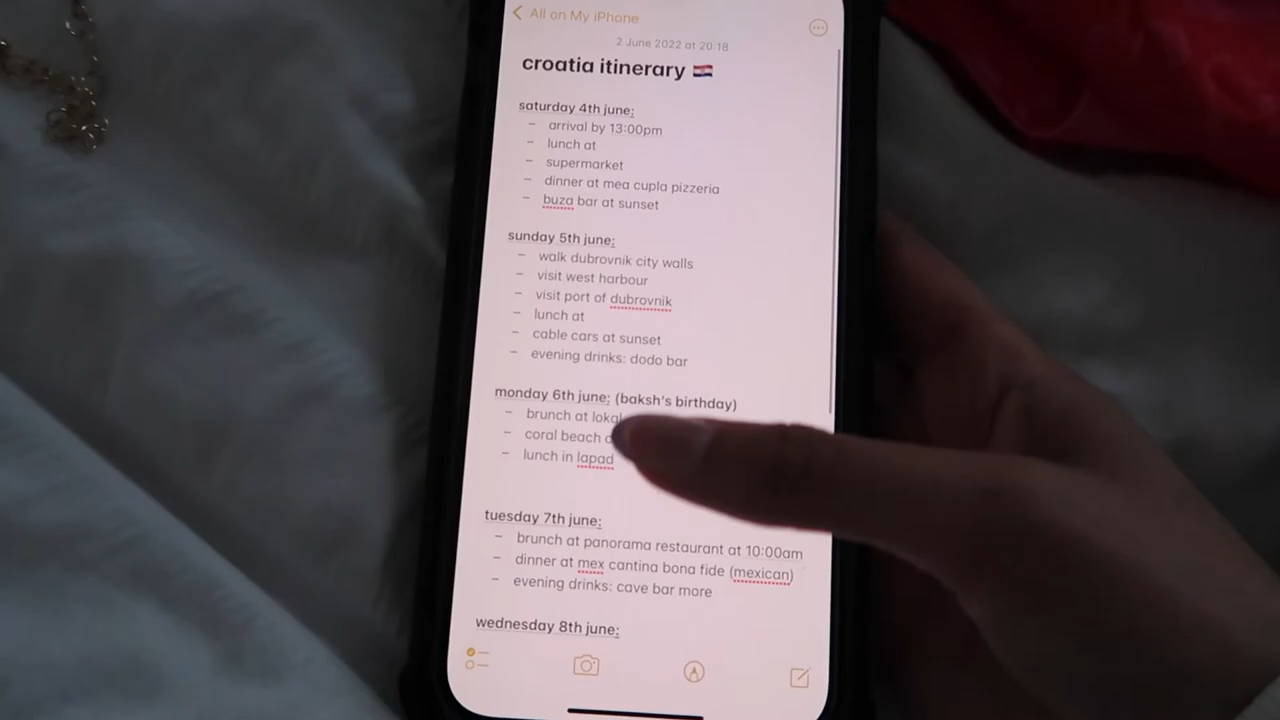 All on My iPhone
2 June 2022 at 20:18
croatia itinerary 🇭🇷
saturday 4th june:
– arrival by 13:00pm
– lunch at
– supermarket
– dinner at mea cupla pizzeria
– buza bar at sunset
sunday 5th june:
– walk dubrovnik city walls
– visit west harbour
– visit port of dubrovnik
– lunch at
– cable cars at sunset
– evening drinks: dodo bar
monday 6th june: (baksh's birthday)
– brunch at
– coral beach
– lunch in lapad
tuesday 7th june:
– brunch at panorama restaurant at 10:00am
– dinner at mex cantina bona fide (mexican)
– evening drinks: cave bar more
wednesday 8th june: